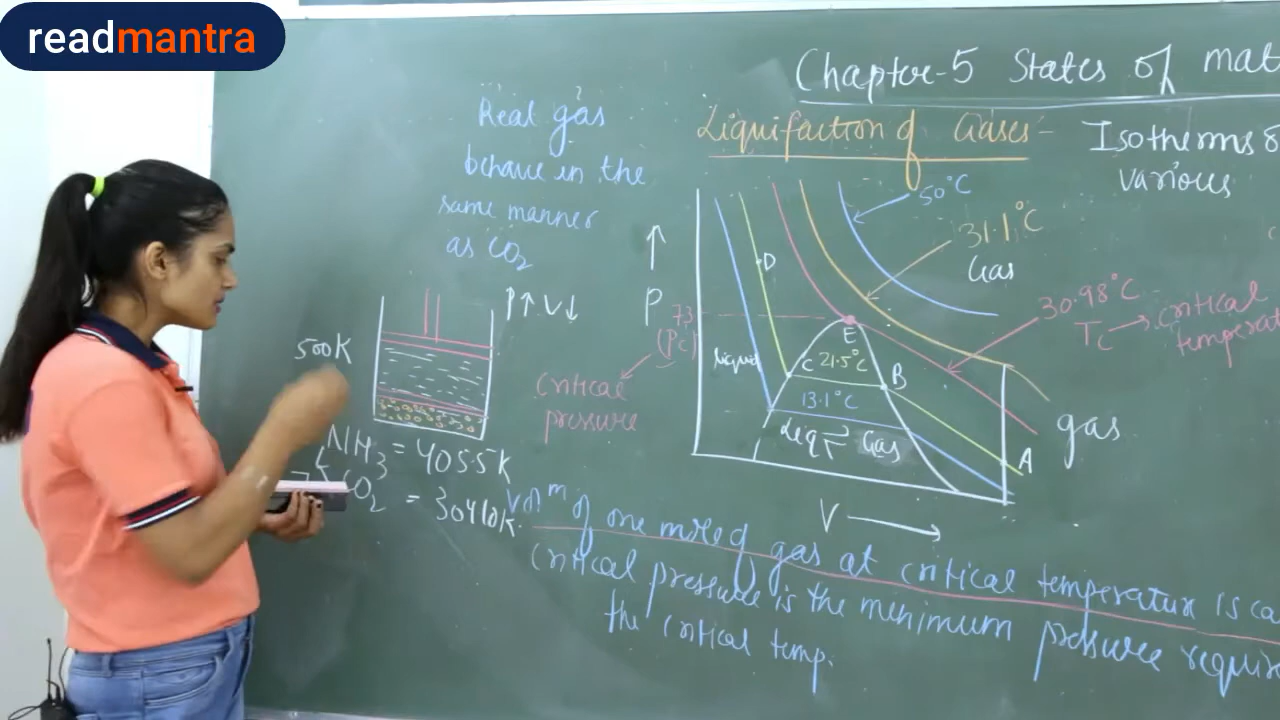 readmantra
Chapter-5 States of mat
Liquifaction of Gases-
Isotherms o
various
Real gas
behave in the
same manner
as CO2
P↑ V↓
500K
NH3 = 405.5K
CO2 = 304.10K
P
73
(Pc)
critical
pressure
50°C
31.1°C
Gas
30.98°C
Tc → critical
temperat
D
E
liquid
C 21.5°C
B
13.1°C
Liq ⇌ Gas
gas
A
V →
Vol^m of one mole of gas at critical temperature is ca
critical pressure is the minimum pressure require
the critical temp.